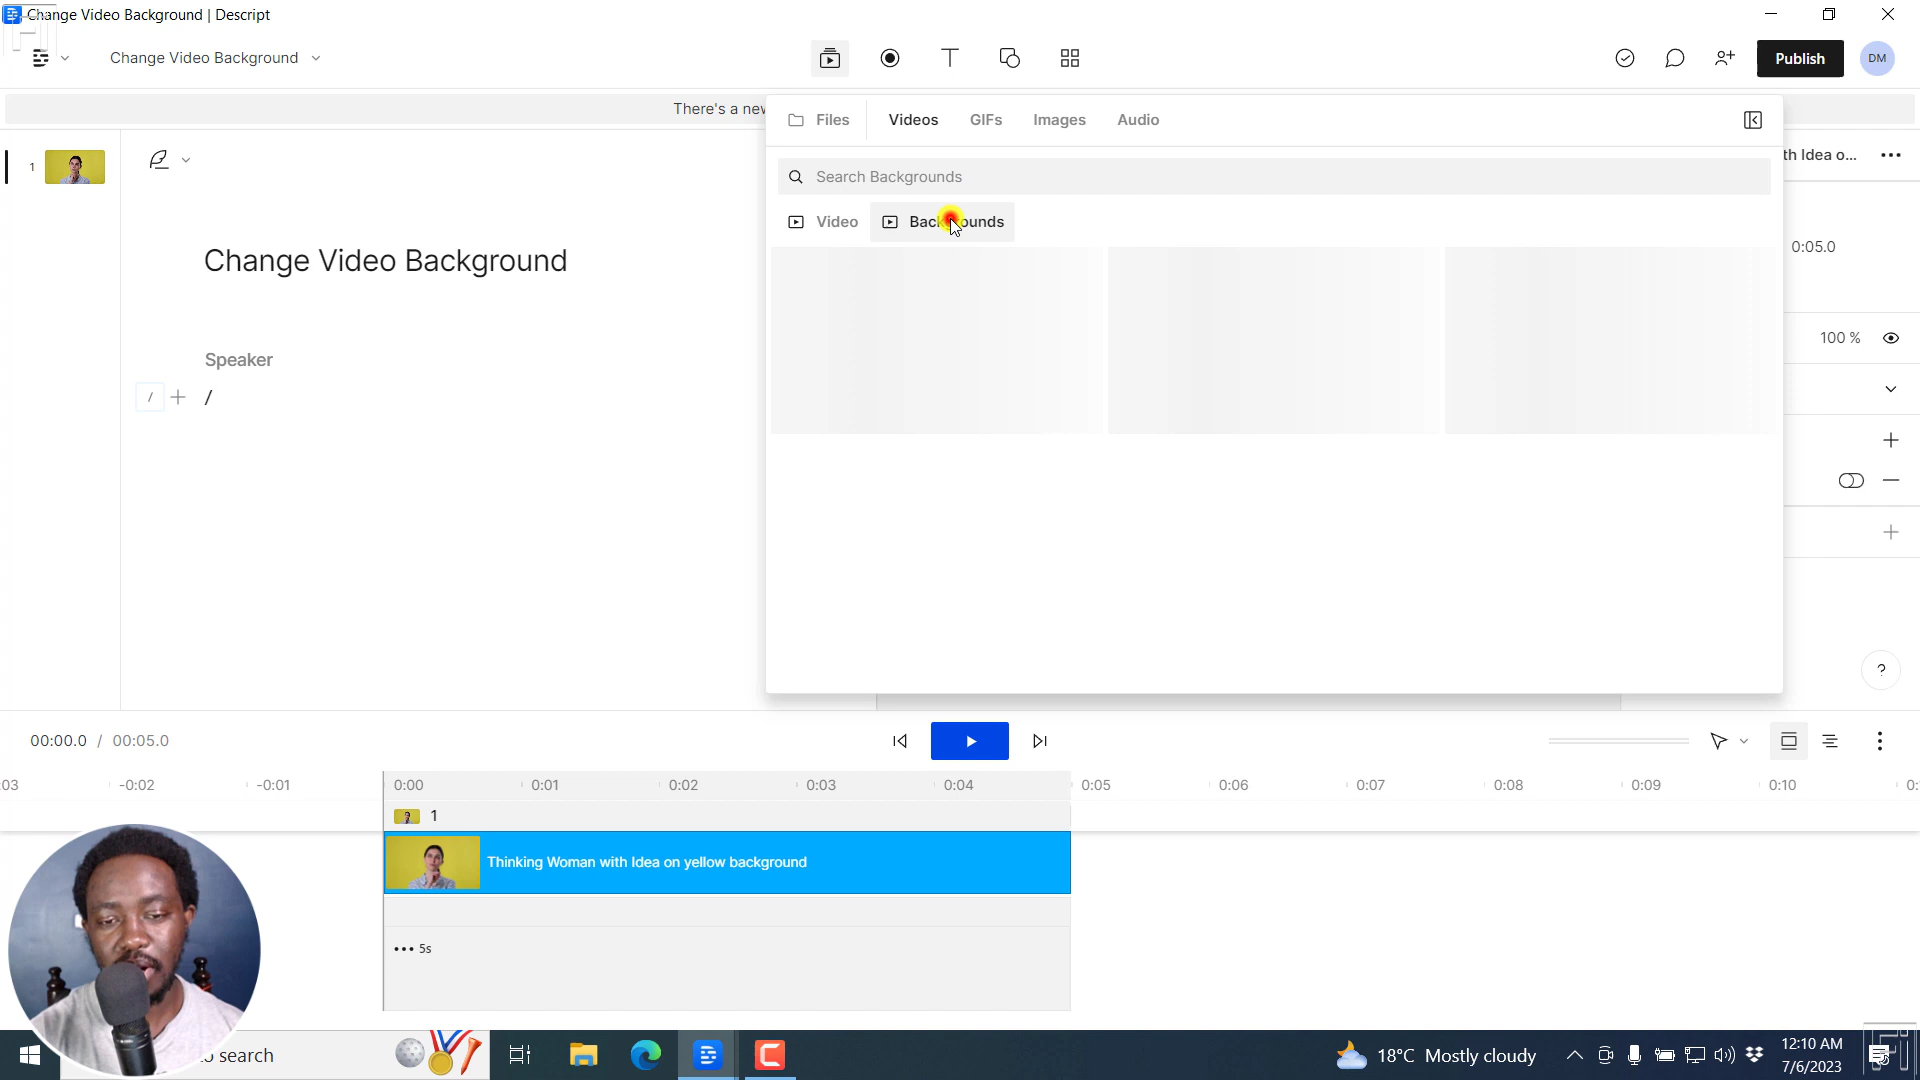 Change Video Background | Descript
Change Video Background
Publish
DM
There's a new
Files
Videos
GIFs
Images
Audio
th Idea o...
1
Search Backgrounds
Video
0:05.0
Change Video Background
100 %
Speaker
/
/
?
00:00.0 / 00:05.0
:03
-0:02
-0:01
0:00
0:01
0:02
0:03
0:04
0:05
0:06
0:07
0:08
0:09
0:10
0:
1
Thinking Woman with Idea on yellow background
5s
to search
18°C Mostly cloudy
12:10 AM
7/6/2023